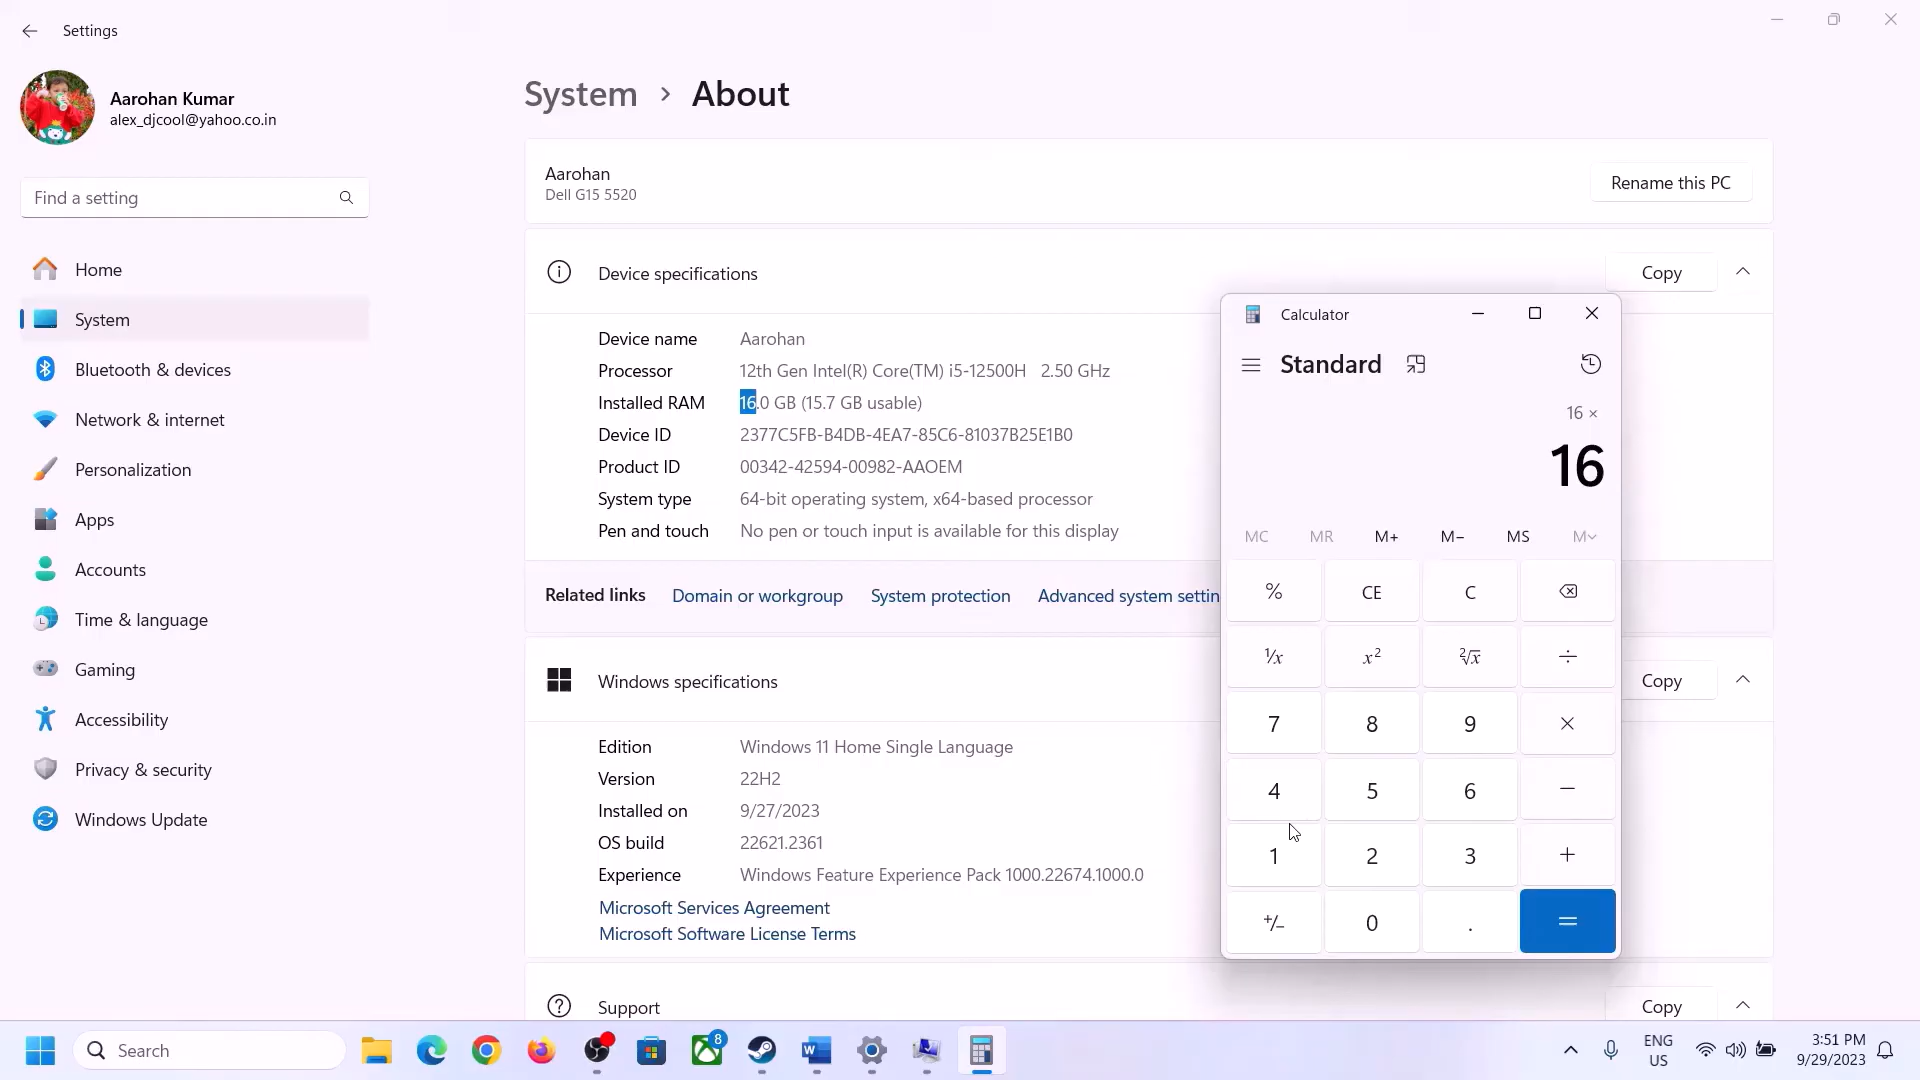 Settings
Aarohan Kumar
alex_djcool@yahoo.co.in
Find a setting
Home
System
Bluetooth & devices
Network & internet
Personalization
Apps
Accounts
Time & language
Gaming
Accessibility
Privacy & security
Windows Update
System > About
Aarohan
Dell G15 5520
Rename this PC
Device specifications
Copy
Device name Aarohan
Processor 12th Gen Intel(R) Core(TM) i5-12500H 2.50 GHz
Installed RAM 16.0 GB (15.7 GB usable)
Device ID 2377C5FB-B4DB-4EA7-85C6-81037B25E1B0
Product ID 00342-42594-00982-AAOEM
System type 64-bit operating system, x64-based processor
Pen and touch No pen or touch input is available for this display
Related links Domain or workgroup System protection Advanced system settin
Windows specifications
Copy
Edition Windows 11 Home Single Language
Version 22H2
Installed on 9/27/2023
OS build 22621.2361
Experience Windows Feature Experience Pack 1000.22674.1000.0
Microsoft Services Agreement
Microsoft Software License Terms
Support
Copy
Calculator
Standard
16 ×
16
MC MR M+ M− MS M
% CE C
1/x x² ²√x ÷
7 8 9 ×
4 5 6 −
1 2 3 +
+/− 0 . =
Search
8
ENG
US
3:51 PM
9/29/2023